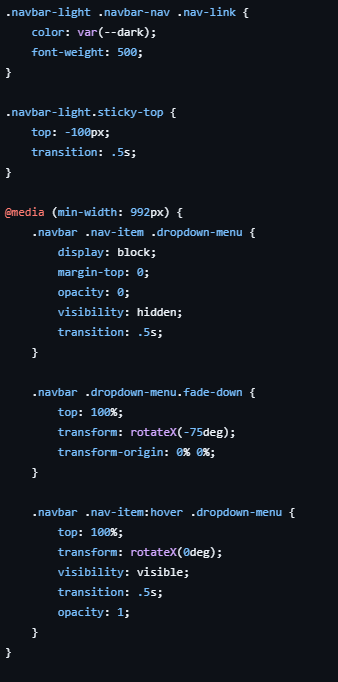 .navbar-light .navbar-nav .nav-link {
    color: var(--dark);
    font-weight: 500;
}

.navbar-light.sticky-top {
    top: -100px;
    transition: .5s;
}

@media (min-width: 992px) {
    .navbar .nav-item .dropdown-menu {
        display: block;
        margin-top: 0;
        opacity: 0;
        visibility: hidden;
        transition: .5s;
    }

    .navbar .dropdown-menu.fade-down {
        top: 100%;
        transform: rotateX(-75deg);
        transform-origin: 0% 0%;
    }

    .navbar .nav-item:hover .dropdown-menu {
        top: 100%;
        transform: rotateX(0deg);
        visibility: visible;
        transition: .5s;
        opacity: 1;
    }
}